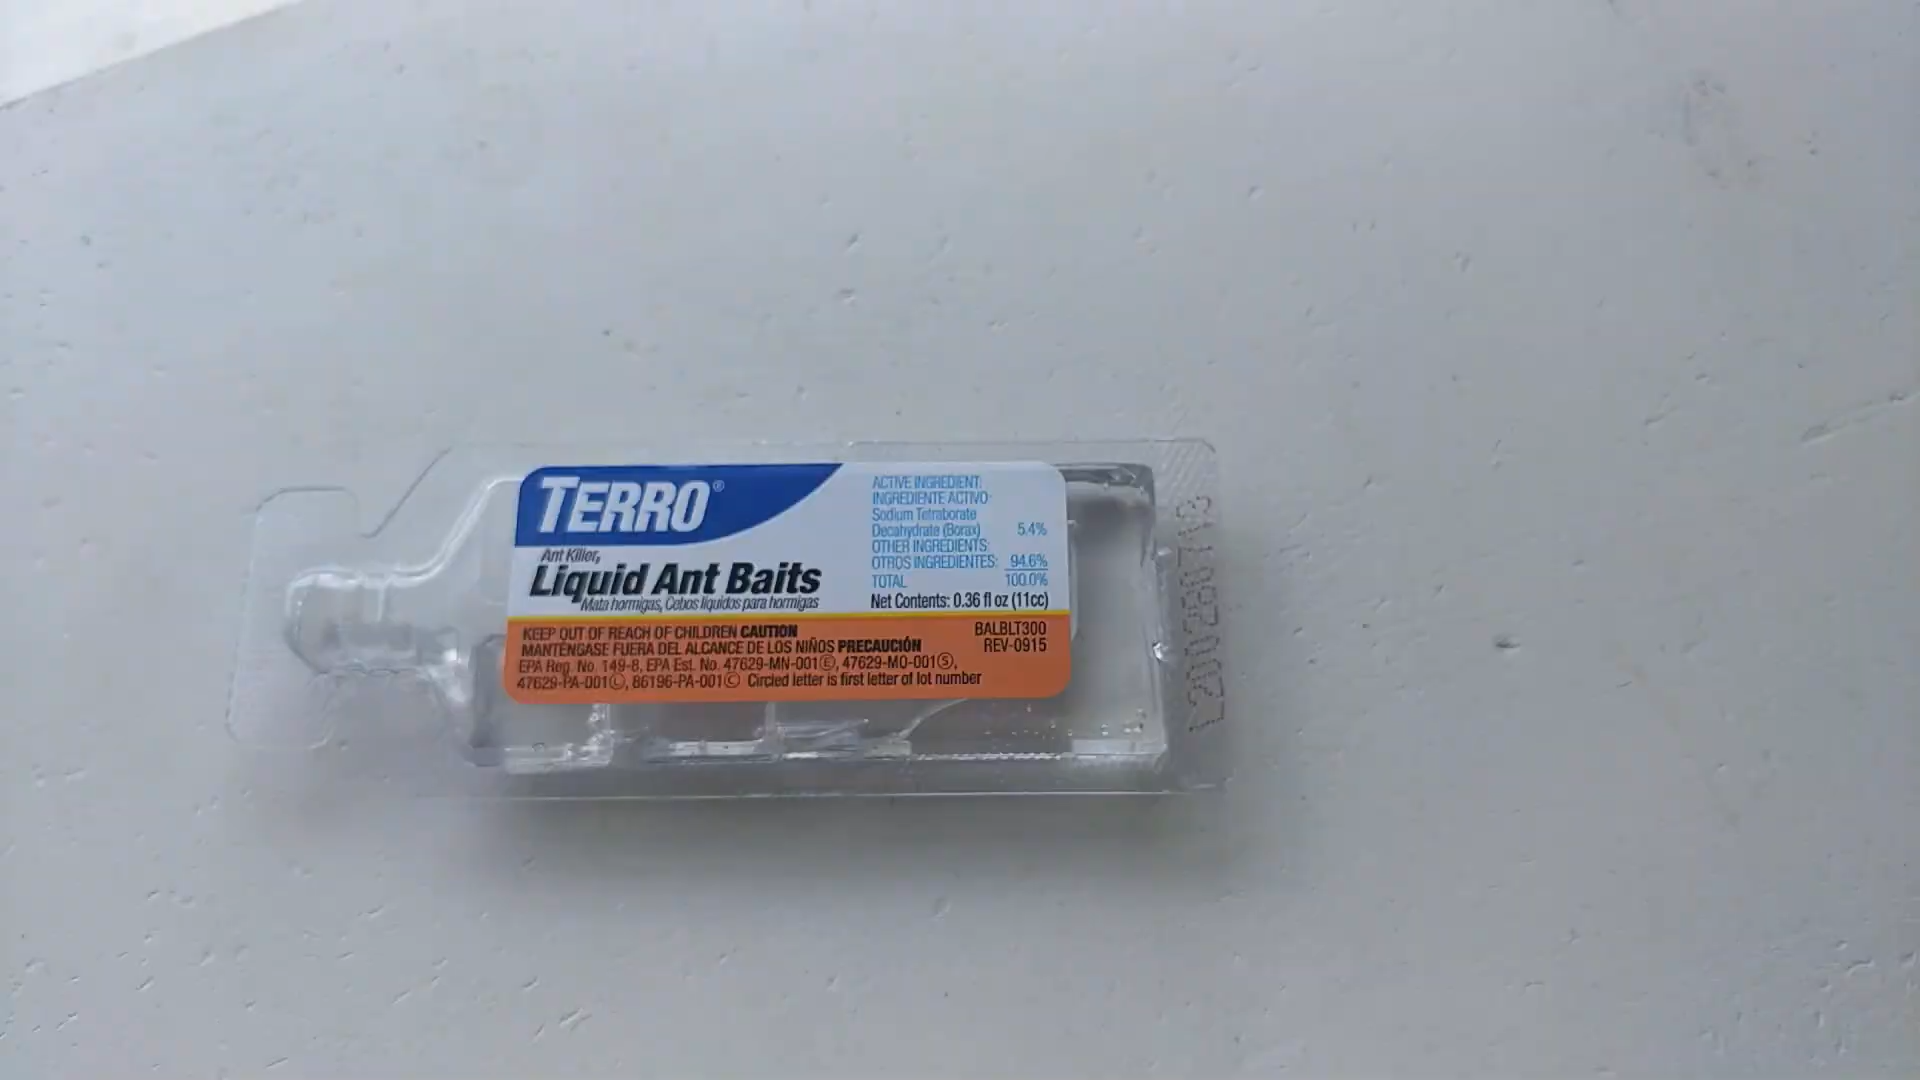 TERRO®
Ant Killer,
Liquid Ant Baits
Mata hormigas, Cebos líquidos para hormigas
ACTIVE INGREDIENT:
INGREDIENTE ACTIVO:
Sodium Tetraborate
Decahydrate (Borax) 5.4%
OTHER INGREDIENTS:
OTROS INGREDIENTES: 94.6%
TOTAL 100.0%
Net Contents: 0.36 fl oz (11cc)
KEEP OUT OF REACH OF CHILDREN CAUTION
MANTÉNGASE FUERA DEL ALCANCE DE LOS NIÑOS PRECAUCIÓN
EPA Reg. No. 149-8, EPA Est. No. 47629-MN-001Ⓔ, 47629-MO-001Ⓢ,
47629-PA-001Ⓛ, 86196-PA-001Ⓒ Circled letter is first letter of lot number
BALBLT300
REV-0915